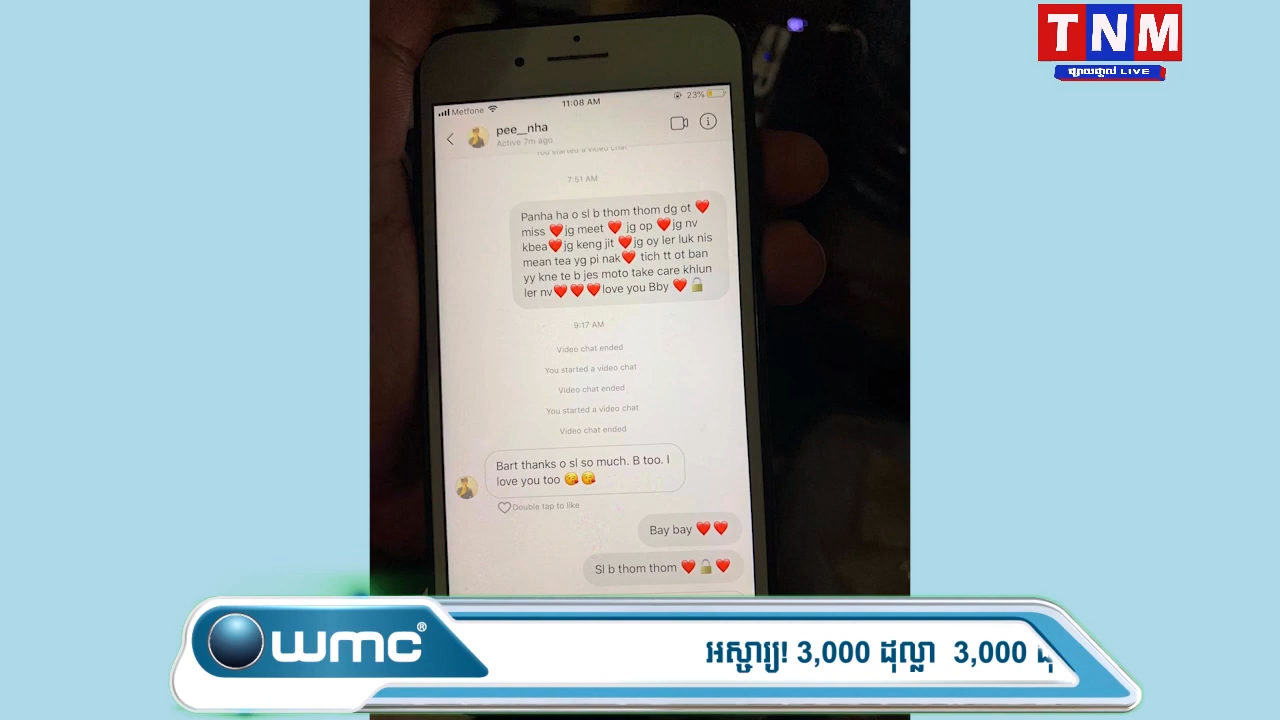 TNM
ផ្សាយផ្ទាល់ LIVE
Metfone
11:08 AM
23%
pee__nha
Active 7m ago
You started a video chat
7:51 AM
Panha ha o sl b thom thom dg ot ❤️
miss ❤️jg meet ❤️ jg op ❤️jg nv
kbea❤️jg keng jit ❤️jg oy ler luk nis
mean tea yg pi nak❤️ tich tt ot ban
yy kne te b jes moto take care khlun
ler nv❤️❤️❤️love you Bby ❤️🔓
9:17 AM
Video chat ended
You started a video chat
Video chat ended
You started a video chat
Video chat ended
Bart thanks o sl so much. B too. I
love you too 😘😘
Double tap to like
Bay bay ❤️❤️
Sl b thom thom ❤️🔓❤️
wmc®
អស្ចារ្យ! 3,000 ដុល្លា 3,000